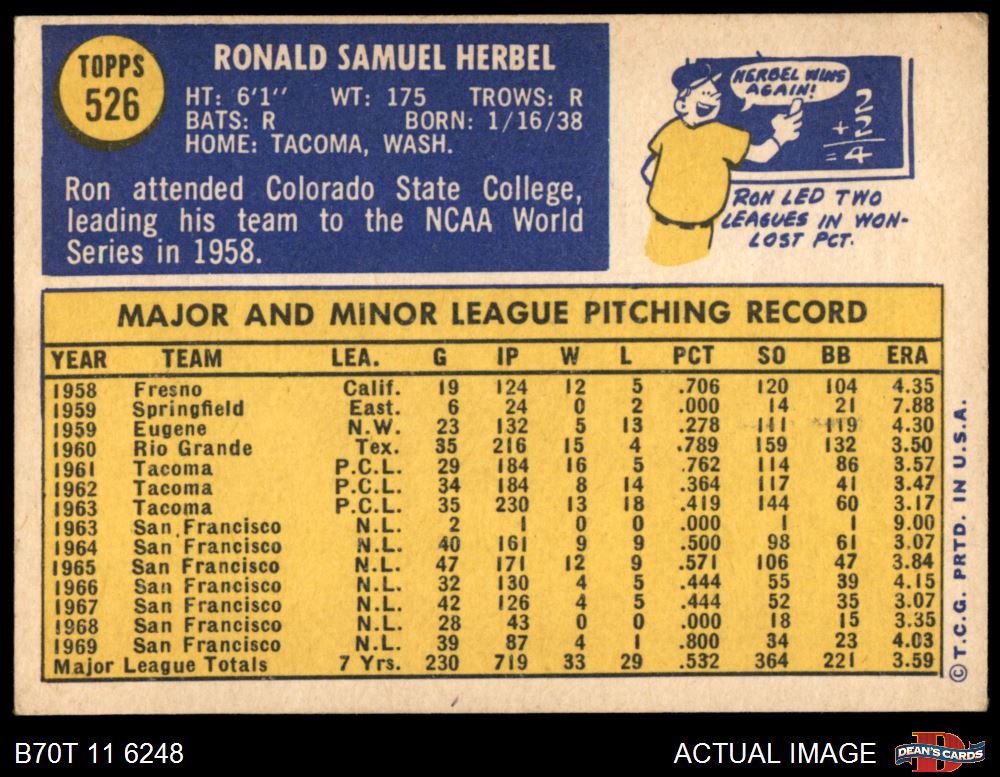 TOPPS
526
RONALD SAMUEL HERBEL
HT: 6'1" WT: 175 TROWS: R
BATS: R BORN: 1/16/38
HOME: TACOMA, WASH.
Ron attended Colorado State College,
leading his team to the NCAA World
Series in 1958.
HERBEL WINS
AGAIN!
2
+2
=4
RON LED TWO
LEAGUES IN WON-
LOST PCT.
MAJOR AND MINOR LEAGUE PITCHING RECORD
YEAR TEAM LEA. G IP W L PCT SO BB ERA
1958 Fresno Calif. 19 124 12 5 .706 120 104 4.35
1959 Springfield East. 6 24 0 2 .000 14 21 7.88
1959 Eugene N.W. 23 132 5 13 .278 111 119 4.30
1960 Rio Grande Tex. 35 216 15 4 .789 159 132 3.50
1961 Tacoma P.C.L. 29 184 16 5 .762 114 86 3.57
1962 Tacoma P.C.L. 34 184 8 14 .364 117 41 3.47
1963 Tacoma P.C.L. 35 230 13 18 .419 144 60 3.17
1963 San Francisco N.L. 2 1 0 0 .000 1 1 9.00
1964 San Francisco N.L. 40 161 9 9 .500 98 61 3.07
1965 San Francisco N.L. 47 171 12 9 .571 106 47 3.84
1966 San Francisco N.L. 32 130 4 5 .444 55 39 4.15
1967 San Francisco N.L. 42 126 4 5 .444 52 35 3.07
1968 San Francisco N.L. 28 43 0 0 .000 18 15 3.35
1969 San Francisco N.L. 39 87 4 1 .800 34 23 4.03
Major League Totals 7 Yrs. 230 719 33 29 .532 364 221 3.59
© T.C.G. PRTD. IN U.S.A.
B70T 11 6248
ACTUAL IMAGE
D
DEAN'S CARDS